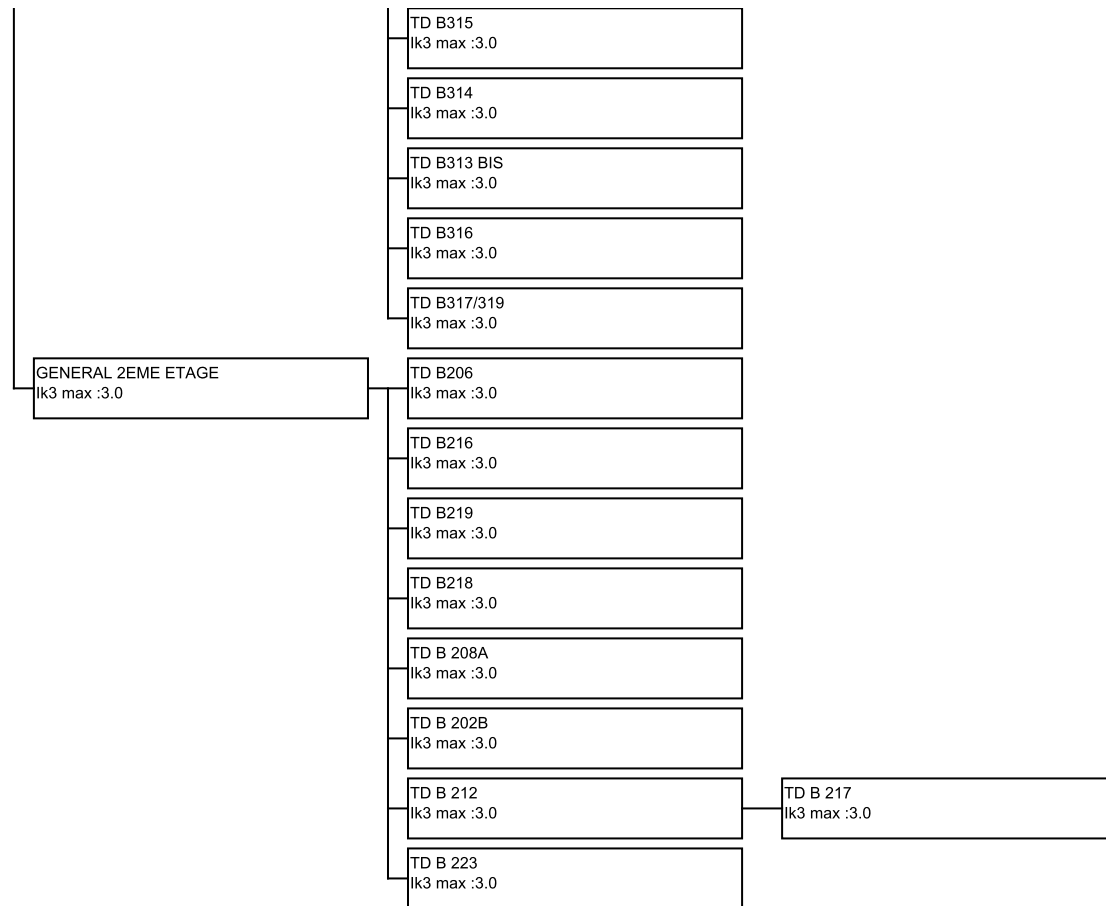 TD B315
Ik3 max :3.0
TD B314
Ik3 max :3.0
TD B313 BIS
Ik3 max :3.0
TD B316
Ik3 max :3.0
TD B317/319
Ik3 max :3.0
GENERAL 2EME ETAGE
Ik3 max :3.0
TD B206
Ik3 max :3.0
TD B216
Ik3 max :3.0
TD B219
Ik3 max :3.0
TD B218
Ik3 max :3.0
TD B 208A
Ik3 max :3.0
TD B 202B
Ik3 max :3.0
TD B 212
Ik3 max :3.0
TD B 217
Ik3 max :3.0
TD B 223
Ik3 max :3.0